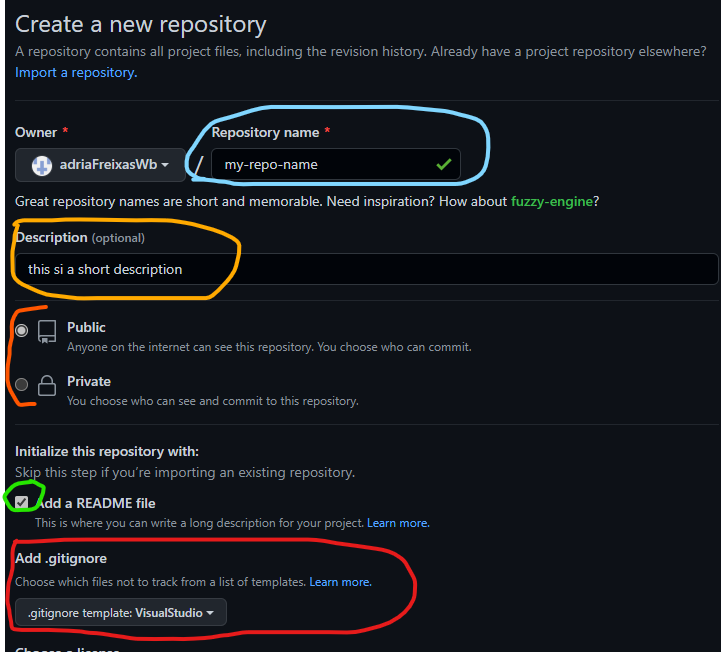 Create a new repository
A repository contains all project files, including the revision history. Already have a project repository elsewhere?
Import a repository.
Owner *
Repository name *
adriaFreixasWb
/
my-repo-name
Great repository names are short and memorable. Need inspiration? How about fuzzy-engine?
Description (optional)
this si a short description
Public
Anyone on the internet can see this repository. You choose who can commit.
Private
You choose who can see and commit to this repository.
Initialize this repository with:
Skip this step if you're importing an existing repository.
Add a README file
This is where you can write a long description for your project. Learn more.
Add .gitignore
Choose which files not to track from a list of templates. Learn more.
.gitignore template: VisualStudio
Choose a license